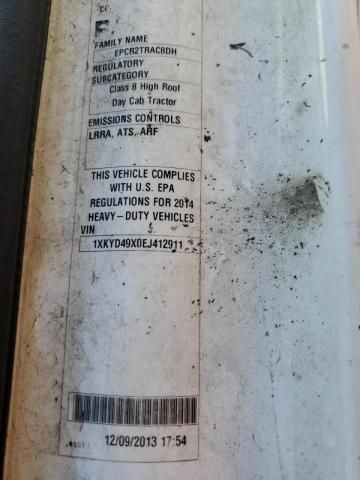 FAMILY NAME
EPCR2TRAC8DH
REGULATORY
SUBCATEGORY
Class 8 High Roof
Day Cab Tractor
EMISSIONS CONTROLS
LRRA, ATS, ARF
THIS VEHICLE COMPLIES
WITH U.S. EPA
REGULATIONS FOR 2014
HEAVY-DUTY VEHICLES
VIN
1XKYD49X0EJ412911
12/09/2013 17:54